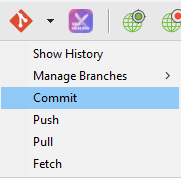 Show History
Manage Branches
Commit
Push
Pull
Fetch